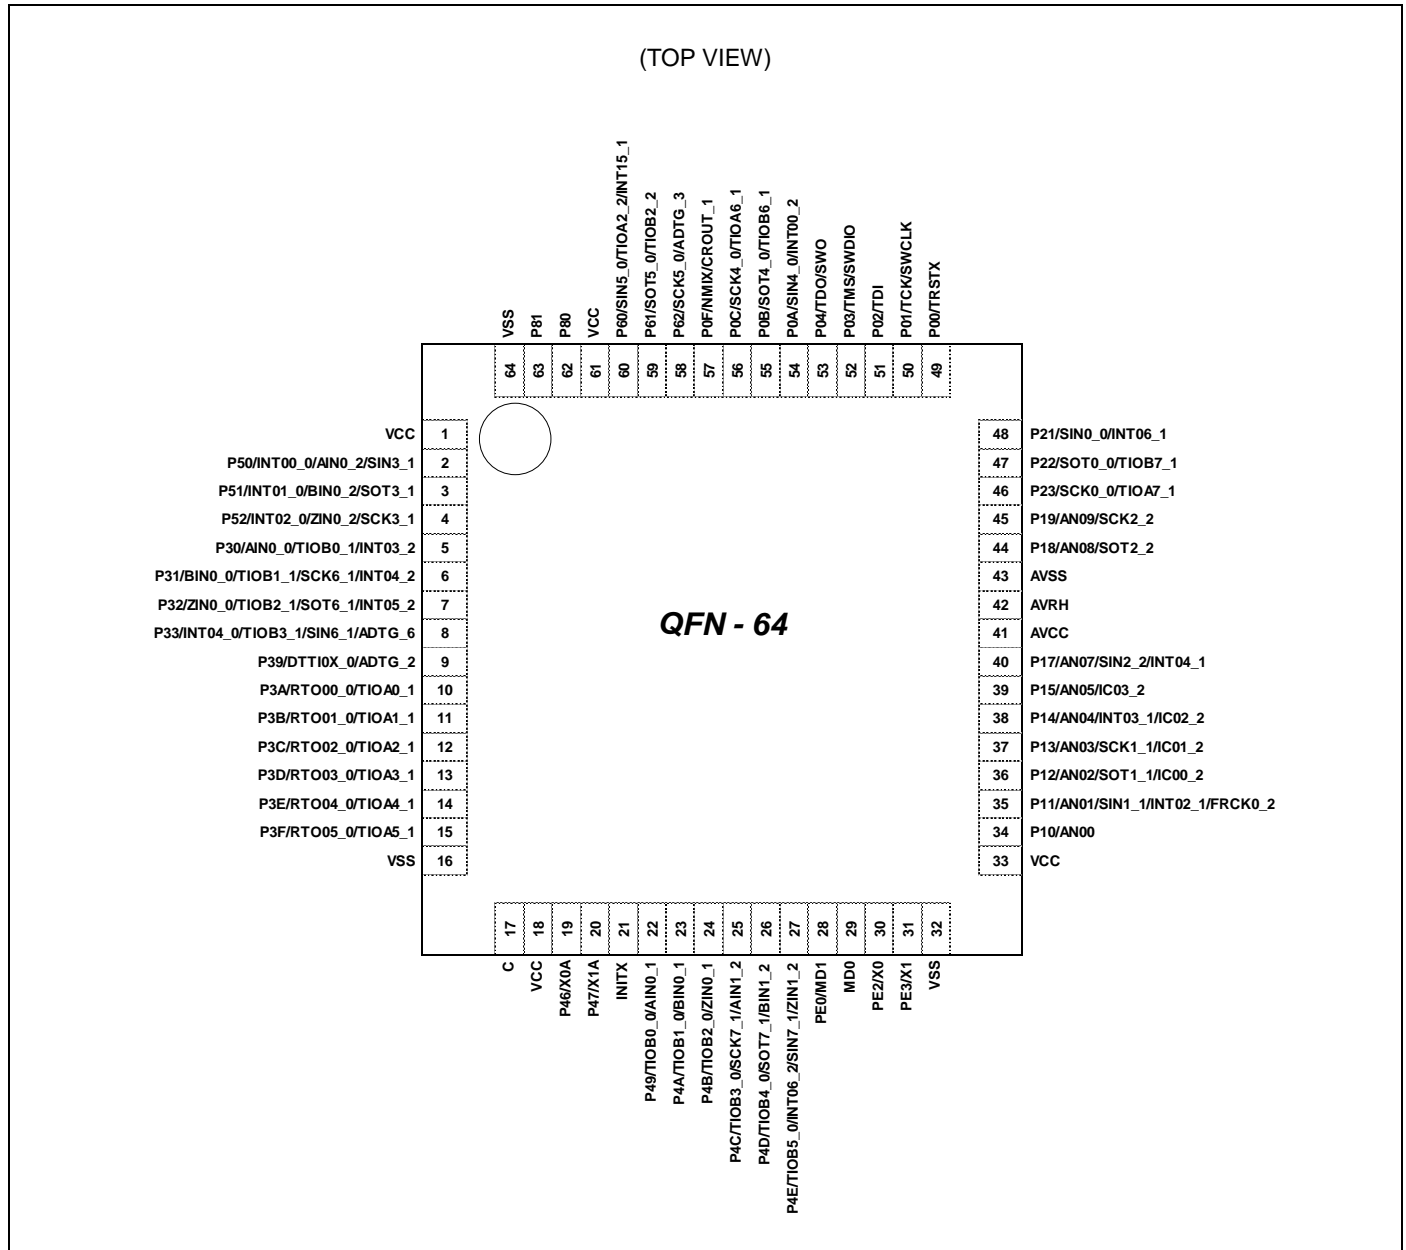 (TOP VIEW)
VSS
P81
P80
VCC
P60/SIN5_0/TIOA2_2/INT15_1
P61/SOT5_0/TIOB2_2
P62/SCK5_0/ADTG_3
P0F/NMIX/CROUT_1
P0C/SCK4_0/TIOA6_1
P0B/SOT4_0/TIOB6_1
P0A/SIN4_0/INT00_2
P04/TDO/SWO
P03/TMS/SWDIO
P02/TDI
P01/TCK/SWCLK
P00/TRSTX
64
63
62
61
60
59
58
57
56
55
54
53
52
51
50
49
VCC 1
P50/INT00_0/AIN0_2/SIN3_1 2
P51/INT01_0/BIN0_2/SOT3_1 3
P52/INT02_0/ZIN0_2/SCK3_1 4
P30/AIN0_0/TIOB0_1/INT03_2 5
P31/BIN0_0/TIOB1_1/SCK6_1/INT04_2 6
P32/ZIN0_0/TIOB2_1/SOT6_1/INT05_2 7
P33/INT04_0/TIOB3_1/SIN6_1/ADTG_6 8
P39/DTTI0X_0/ADTG_2 9
P3A/RTO00_0/TIOA0_1 10
P3B/RTO01_0/TIOA1_1 11
P3C/RTO02_0/TIOA2_1 12
P3D/RTO03_0/TIOA3_1 13
P3E/RTO04_0/TIOA4_1 14
P3F/RTO05_0/TIOA5_1 15
VSS 16
QFN - 64
48 P21/SIN0_0/INT06_1
47 P22/SOT0_0/TIOB7_1
46 P23/SCK0_0/TIOA7_1
45 P19/AN09/SCK2_2
44 P18/AN08/SOT2_2
43 AVSS
42 AVRH
41 AVCC
40 P17/AN07/SIN2_2/INT04_1
39 P15/AN05/IC03_2
38 P14/AN04/INT03_1/IC02_2
37 P13/AN03/SCK1_1/IC01_2
36 P12/AN02/SOT1_1/IC00_2
35 P11/AN01/SIN1_1/INT02_1/FRCK0_2
34 P10/AN00
33 VCC
17
18
19
20
21
22
23
24
25
26
27
28
29
30
31
32
C
VCC
P46/X0A
P47/X1A
INITX
P49/TIOB0_0/AIN0_1
P4A/TIOB1_0/BIN0_1
P4B/TIOB2_0/ZIN0_1
P4C/TIOB3_0/SCK7_1/AIN1_2
P4D/TIOB4_0/SOT7_1/BIN1_2
P4E/TIOB5_0/INT06_2/SIN7_1/ZIN1_2
PE0/MD1
MD0
PE2/X0
PE3/X1
VSS